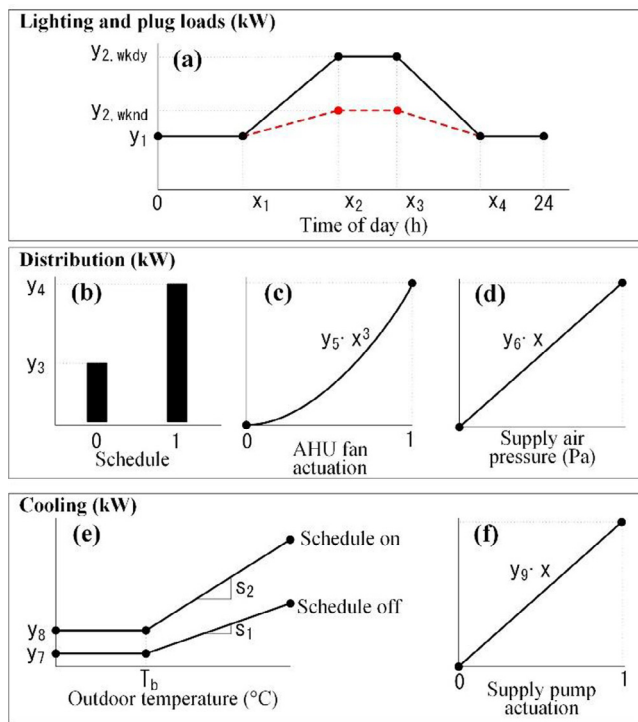 Lighting and plug loads (kW)
(a)
y2, wkdy
y2, wknd
y1
0 x1 x2 x3 x4 24
Time of day (h)
Distribution (kW)
(b)
y4
y3
0 1
Schedule
(c)
y5· x3
0 1
AHU fan
actuation
(d)
y6· x
Supply air
pressure (Pa)
Cooling (kW)
(e)
Schedule on
s2
Schedule off
s1
y8
y7
Tb
Outdoor temperature (°C)
(f)
y9· x
0 1
Supply pump
actuation